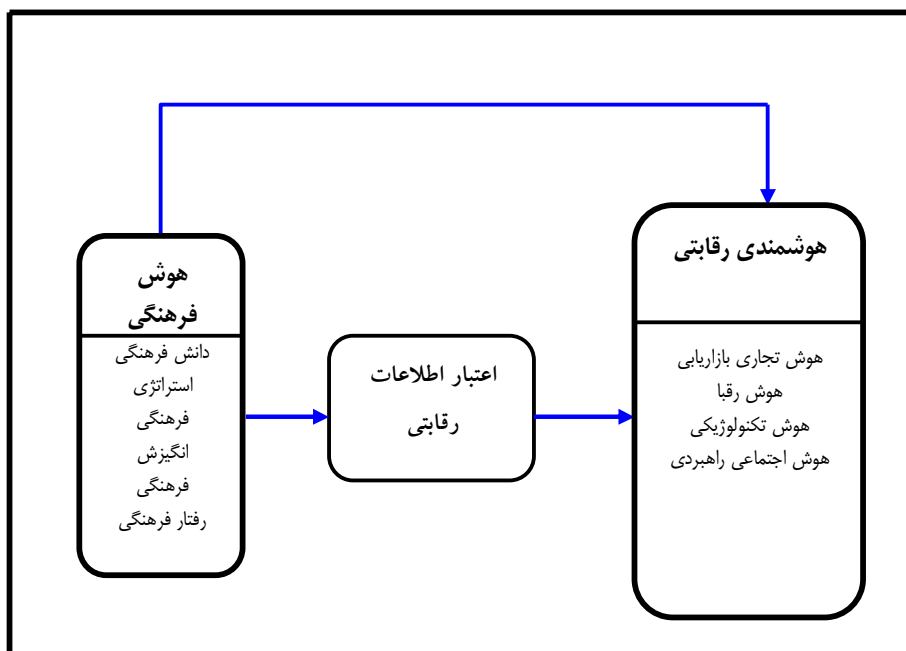 هوشمندی رقابتی
هوش تجاری بازاریابی
هوش رقبا
هوش تکنولوژیکی
هوش اجتماعی راهبردی
اعتبار اطلاعات
رقابتی
هوش
فرهنگی
دانش فرهنگی
استراتژی
فرهنگی
انگیزش
فرهنگی
رفتار فرهنگی